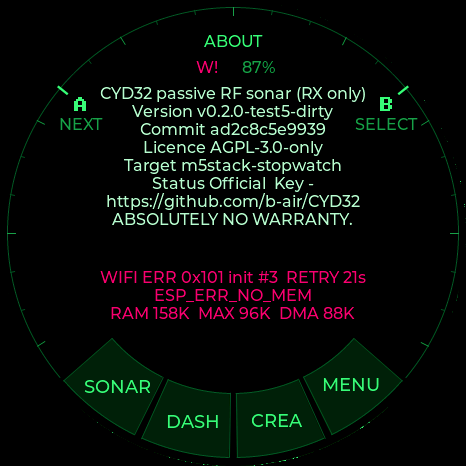 ABOUT
W! 87%
A B
NEXT SELECT
CYD32 passive RF sonar (RX only)
Version v0.2.0-test5-dirty
Commit ad2c8c5e9939
Licence AGPL-3.0-only
Target m5stack-stopwatch
Status Official Key -
https://github.com/b-air/CYD32
ABSOLUTELY NO WARRANTY.
WIFI ERR 0x101 init #3 RETRY 21s
ESP_ERR_NO_MEM
RAM 158K MAX 96K DMA 88K
SONAR DASH CREA MENU